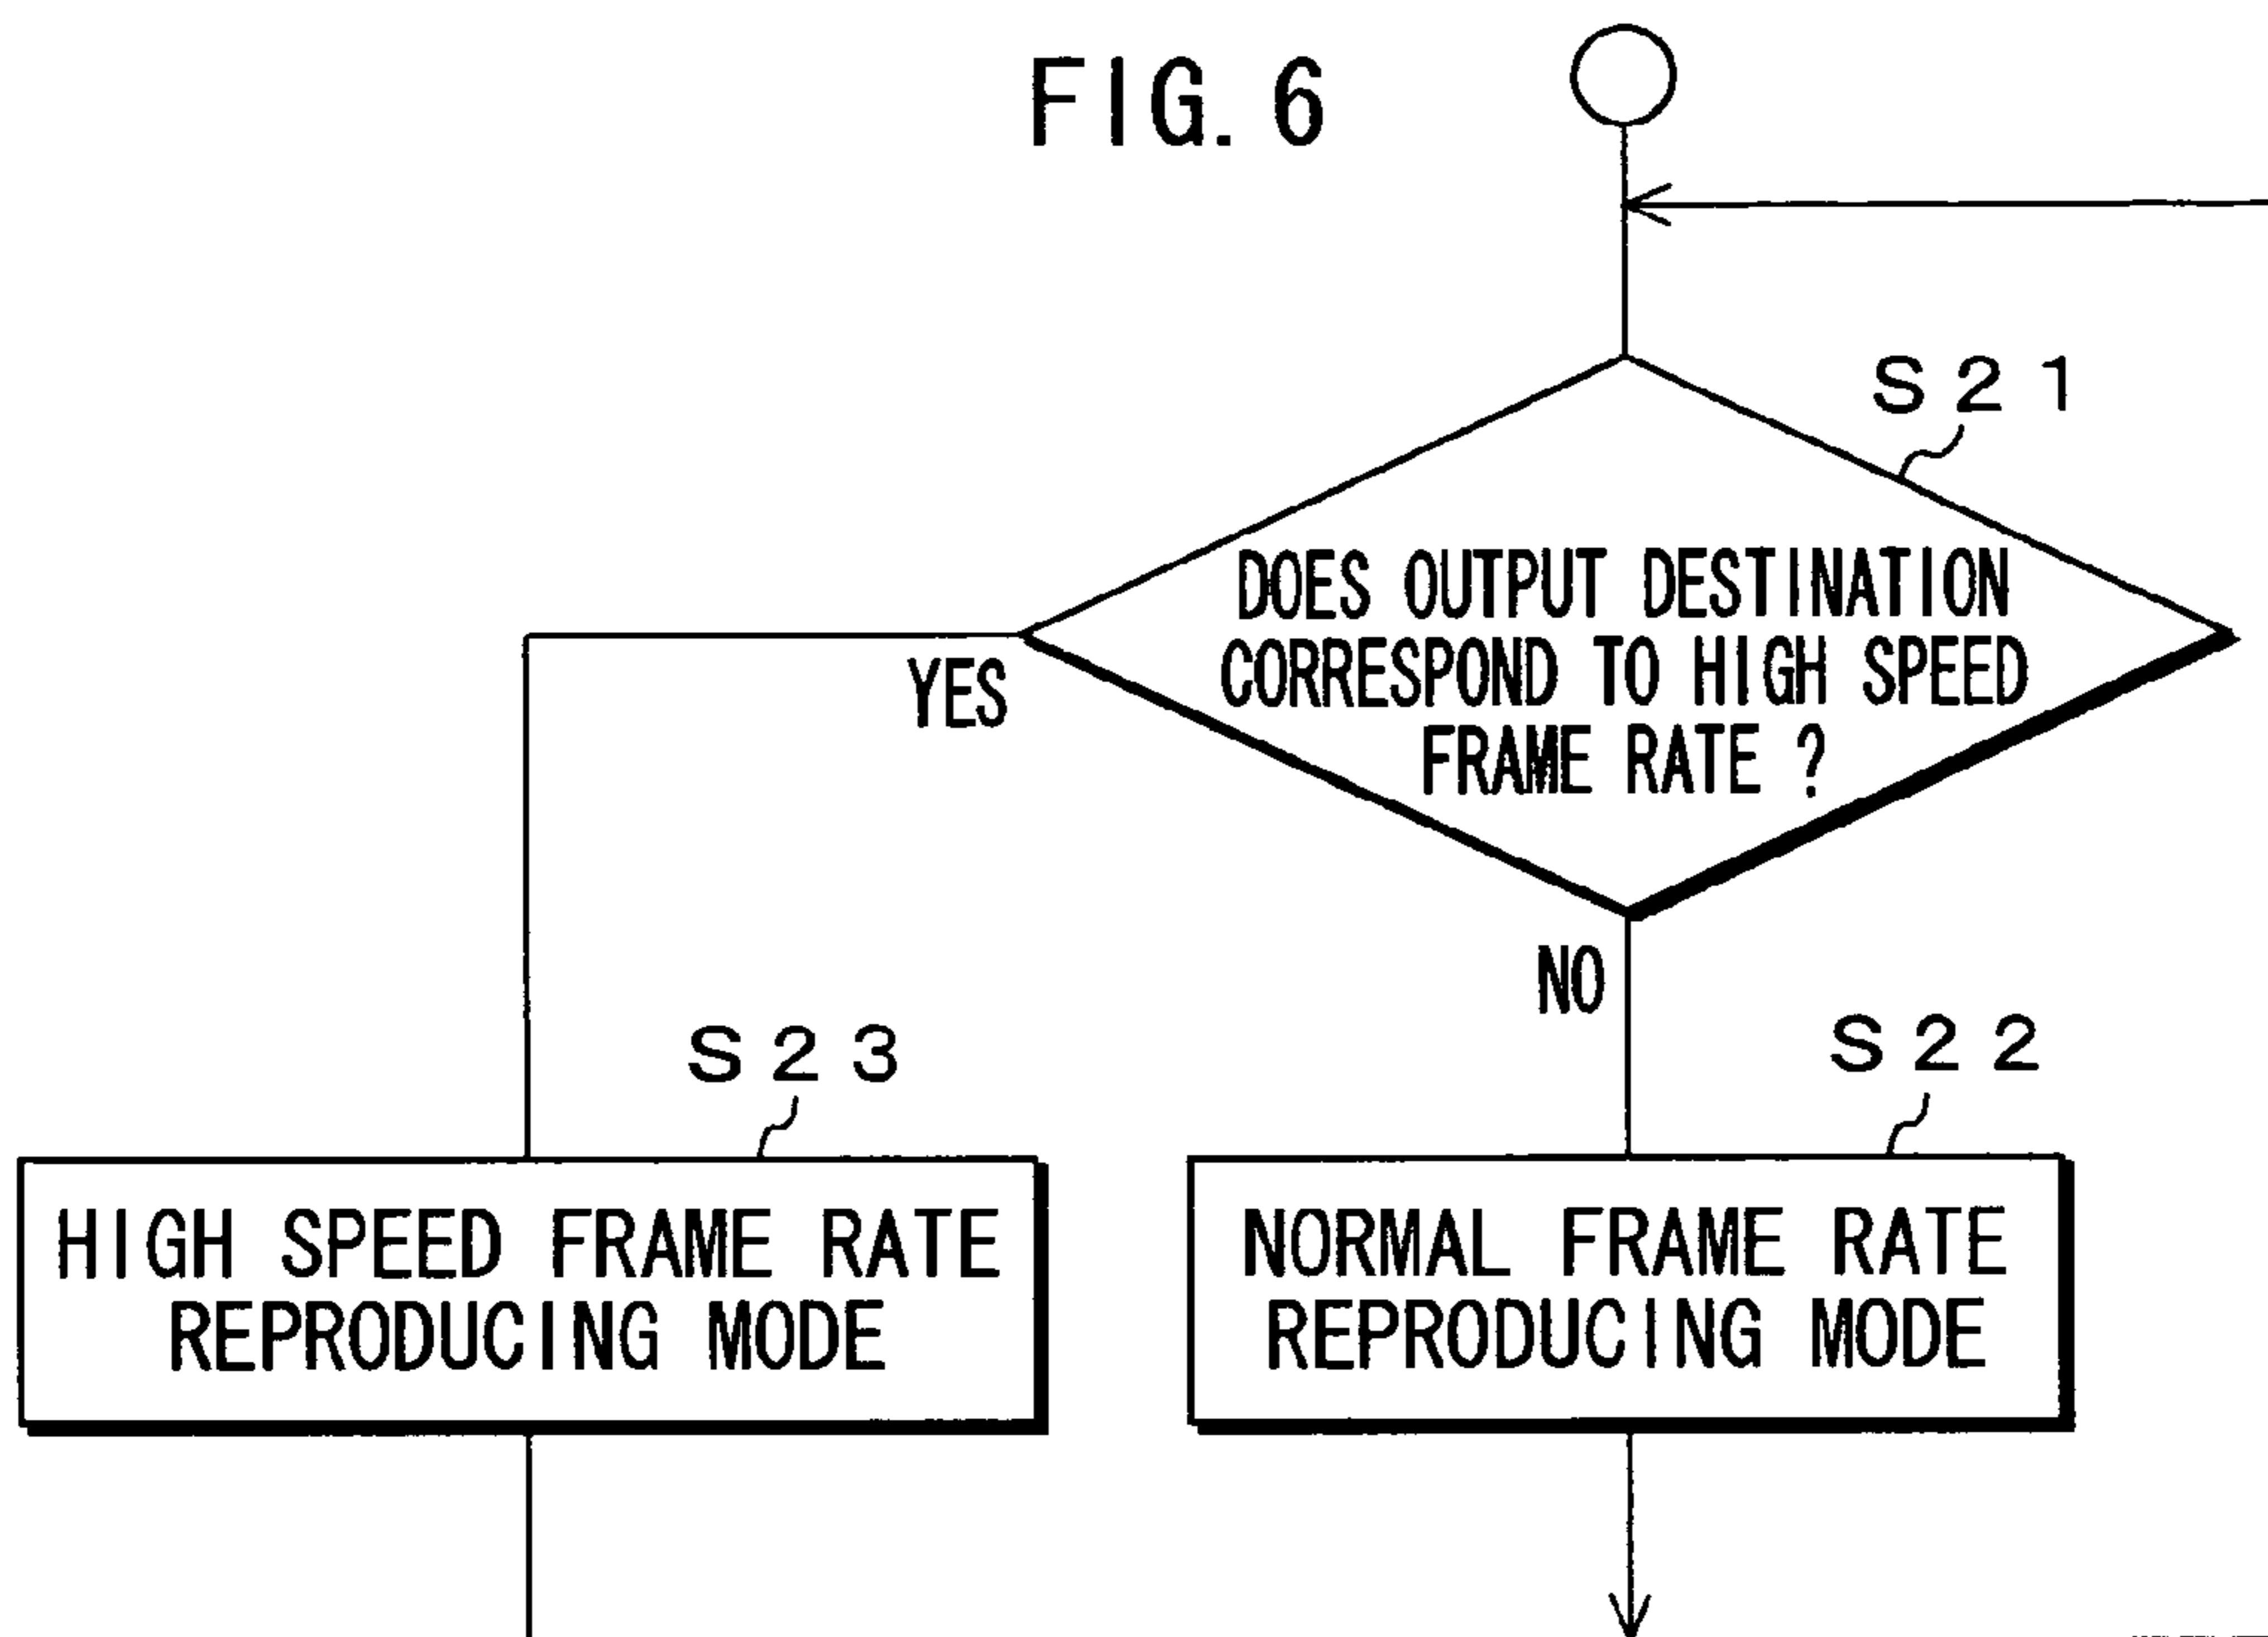 FIG. 6
S21
DOES OUTPUT DESTINATION
CORRESPOND TO HIGH SPEED
FRAME RATE ?
YES
NO
S23
S22
HIGH SPEED FRAME RATE
REPRODUCING MODE
NORMAL FRAME RATE
REPRODUCING MODE